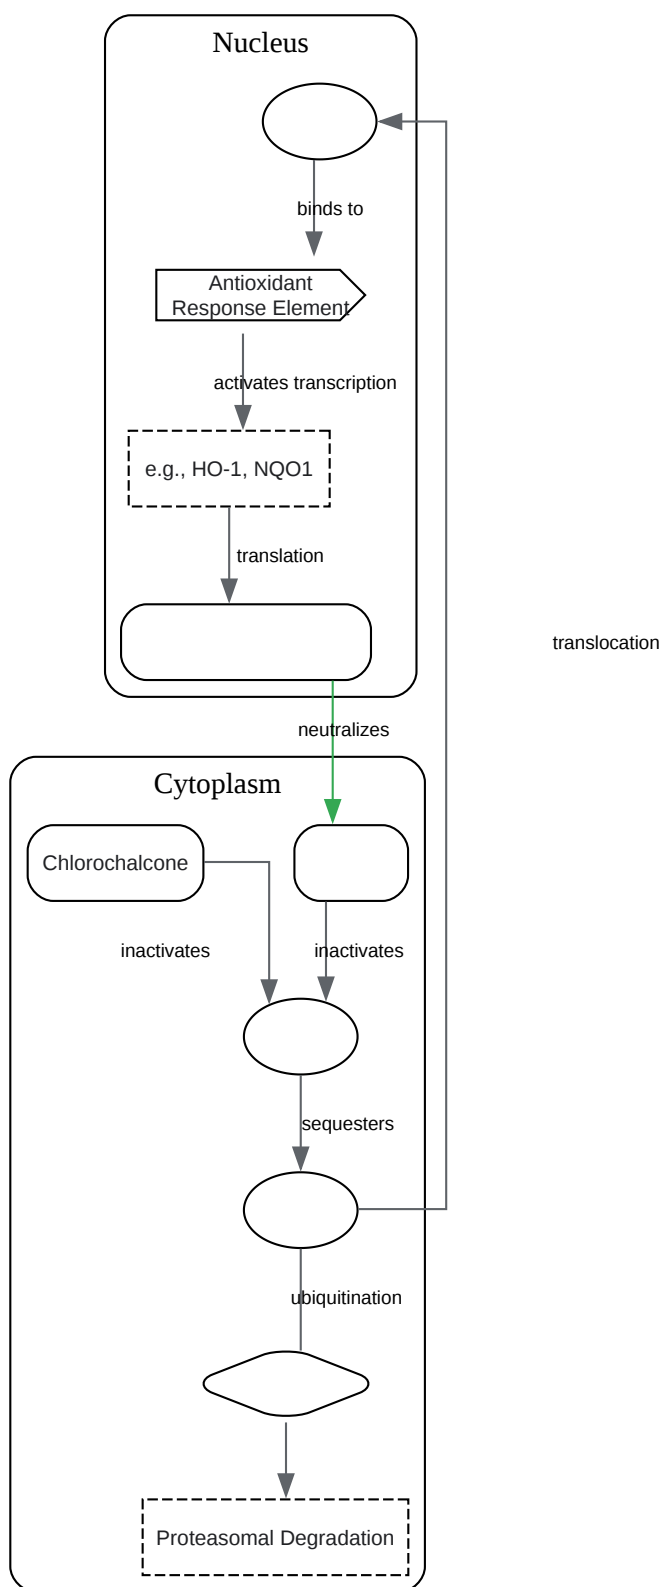 Nucleus
binds to
Antioxidant
Response Element
activates transcription
e.g., HO-1, NQO1
translation
translocation
neutralizes
Cytoplasm
Chlorochalcone
inactivates
inactivates
sequesters
ubiquitination
Proteasomal Degradation